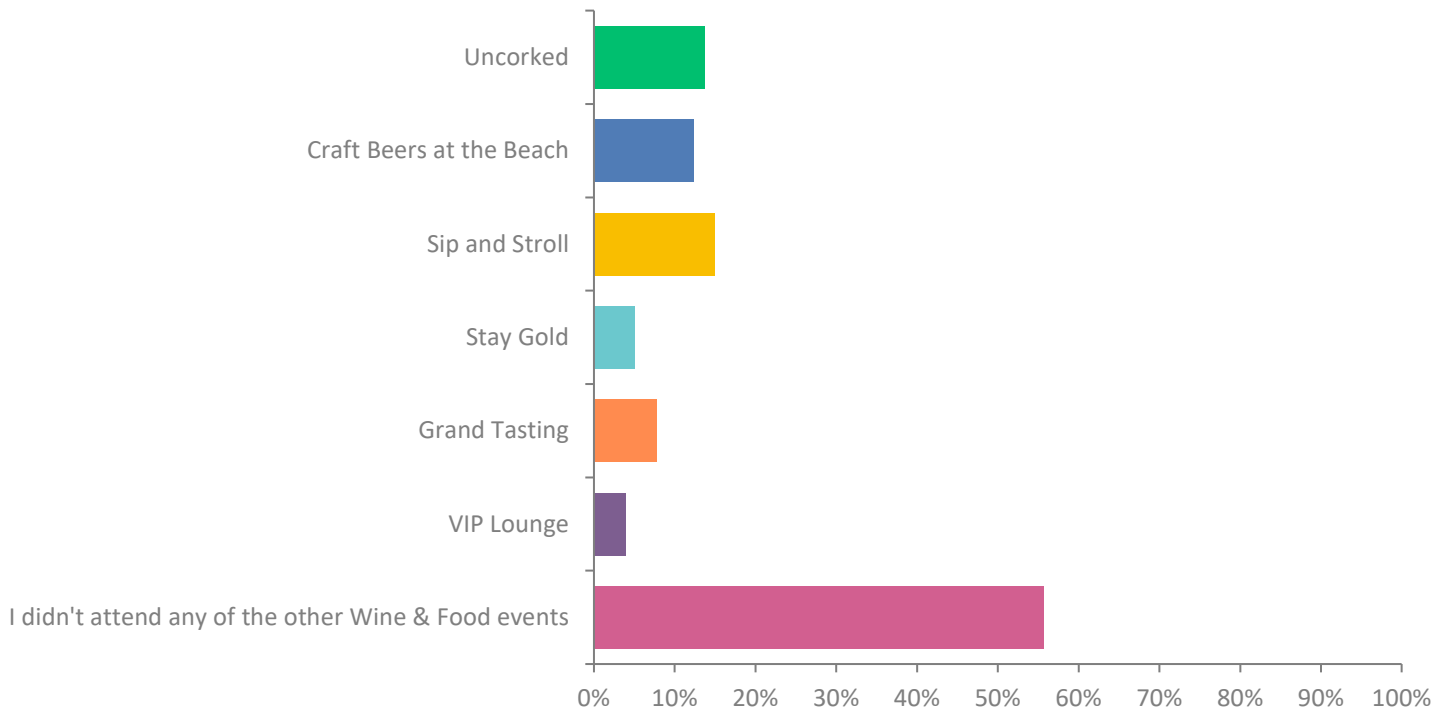 Uncorked
Craft Beers at the Beach
Sip and Stroll
Stay Gold
Grand Tasting
VIP Lounge
I didn't attend any of the other Wine & Food events
0% 10% 20% 30% 40% 50% 60% 70% 80% 90% 100%